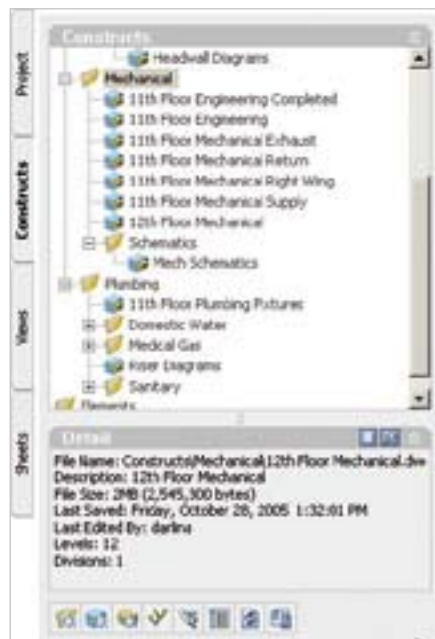 Constructs
Headwall Diagrams
Mechanical
11th Floor Engineering Completed
11th Floor Engineering
11th Floor Mechanical Exhaust
11th Floor Mechanical Return
11th Floor Mechanical Right Wing
11th Floor Mechanical Supply
12th Floor Mechanical
Schematics
Mech Schematics
Plumbing
11th Floor Plumbing Fixtures
Domestic Water
Medical Gas
Riser Diagrams
Sanitary
Elements
Project
Constructs
Views
Sheets
Detail
File Name: Constructs\Mechanical\12th Floor Mechanical.dw
Description: 12th Floor Mechanical
File Size: 2MB (2,545,300 bytes)
Last Saved: Friday, October 28, 2005 1:32:01 PM
Last Edited By: darlina
Levels: 12
Divisions: 1